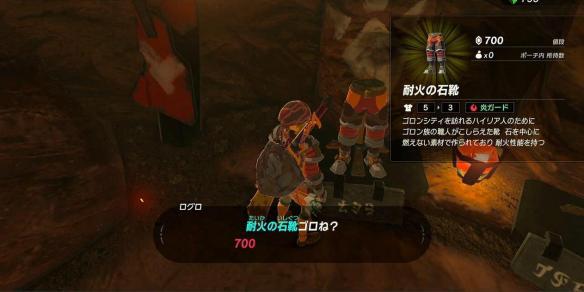 700 値段
x0 ポーチ内 所持数
耐火の石靴
5 ▸ 3 炎ガード
ゴロンシティを訪れるハイリア人のために
ゴロン族の職人がこしらえた靴 石を中心に
燃えない素材で作られており 耐火性能を持つ
ログロ
たいか いしぐつ
耐火の石靴ゴロね?
700